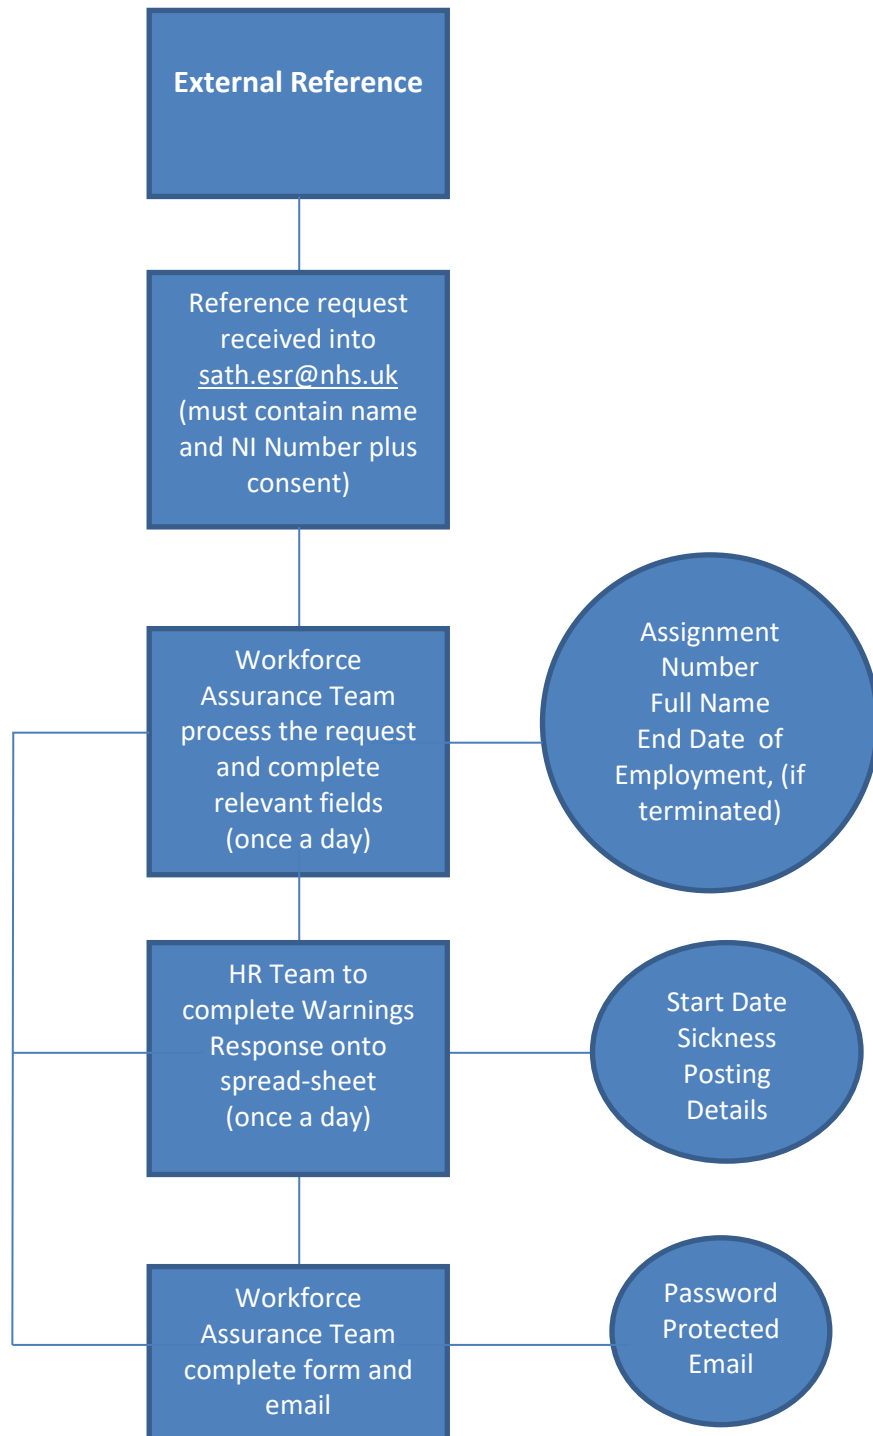 External Reference
Reference request
received into
sath.esr@nhs.uk
(must contain name
and NI Number plus
consent)
Workforce
Assurance Team
process the request
and complete
relevant fields
(once a day)
Assignment
Number
Full Name
End Date of
Employment, (if
terminated)
HR Team to
complete Warnings
Response onto
spread-sheet
(once a day)
Start Date
Sickness
Posting
Details
Workforce
Assurance Team
complete form and
email
Password
Protected
Email